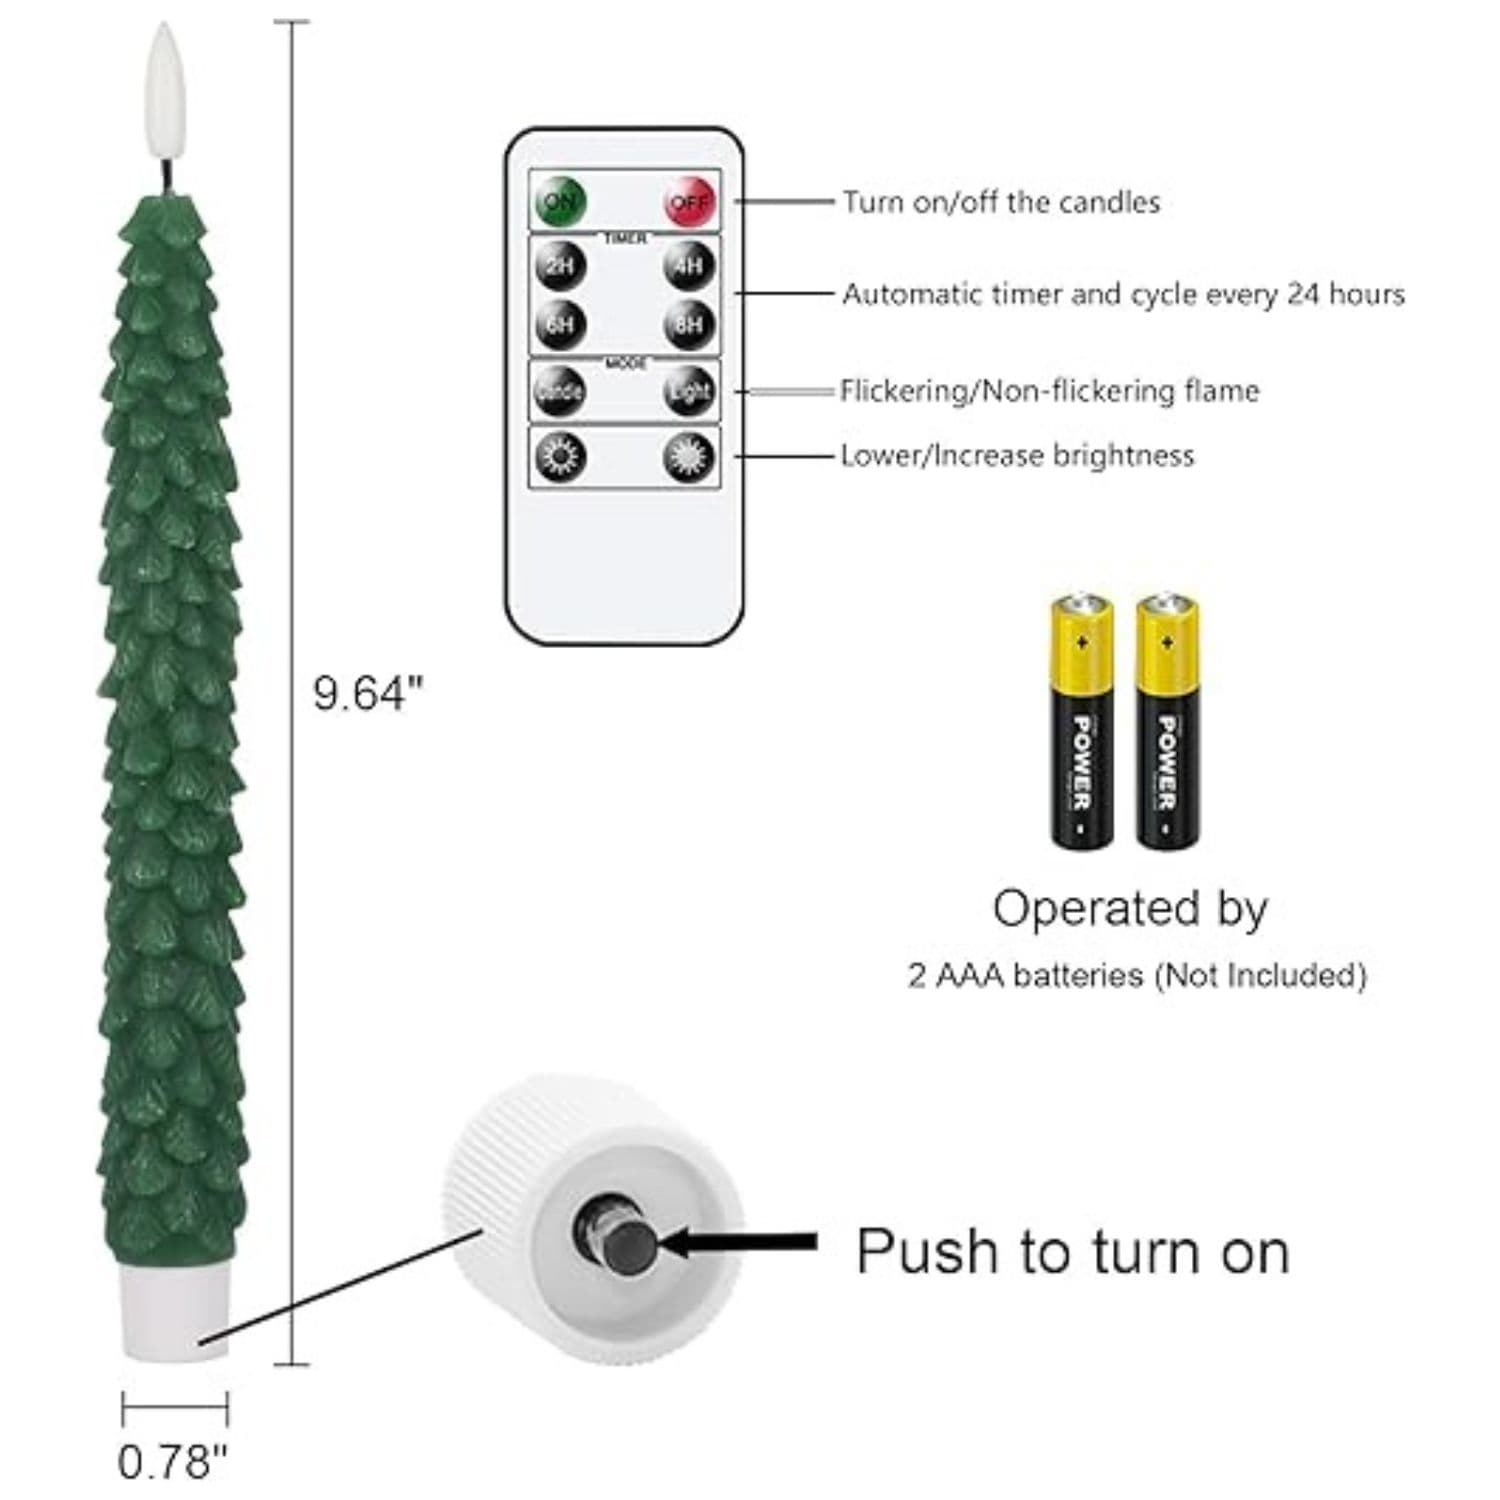 ON OFF
Turn on/off the candles
TIMER
2H 4H
Automatic timer and cycle every 24 hours
6H 8H
MODE
Candle Light
Flickering/Non-flickering flame
Lower/Increase brightness
9.64"
+ +
POWER POWER
Operated by
2 AAA batteries (Not Included)
Push to turn on
0.78"